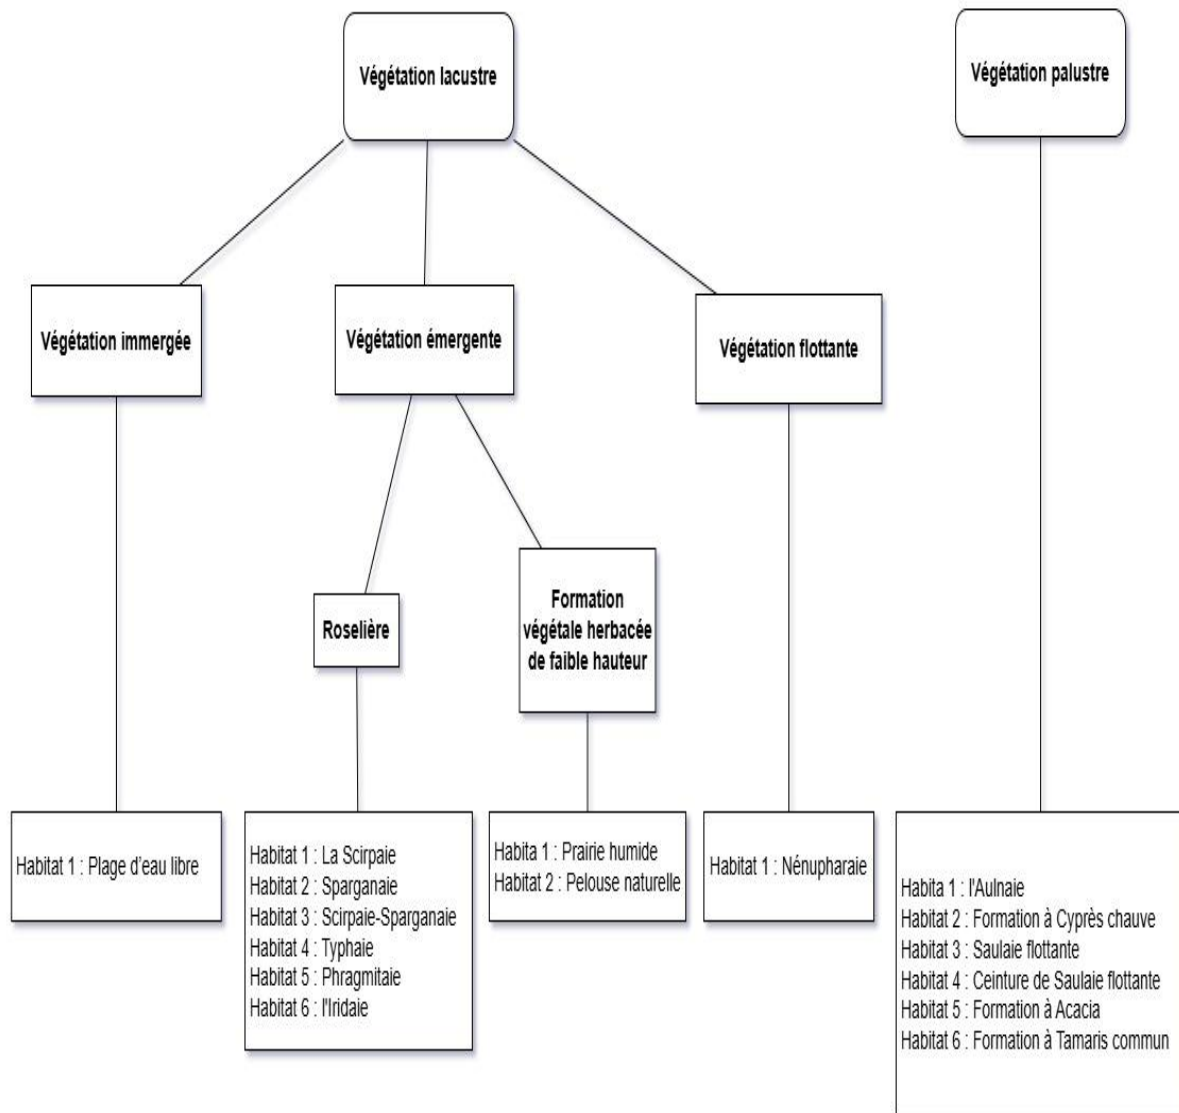 Végétation lacustre
Végétation palustre
Végétation immergée
Végétation émergente
Végétation flottante
Roselière
Formation
végétale herbacée
de faible hauteur
Habitat 1 : Plage d'eau libre
Habitat 1 : La Scirpaie
Habitat 2 : Sparganaie
Habitat 3 : Scirpaie-Sparganaie
Habitat 4 : Typhaie
Habitat 5 : Phragmitaie
Habitat 6 : l'Iridaie
Habita 1 : Prairie humide
Habitat 2 : Pelouse naturelle
Habitat 1 : Nénupharaie
Habita 1 : l'Aulnaie
Habitat 2 : Formation à Cyprès chauve
Habitat 3 : Saulaie flottante
Habitat 4 : Ceinture de Saulaie flottante
Habitat 5 : Formation à Acacia
Habitat 6 : Formation à Tamaris commun